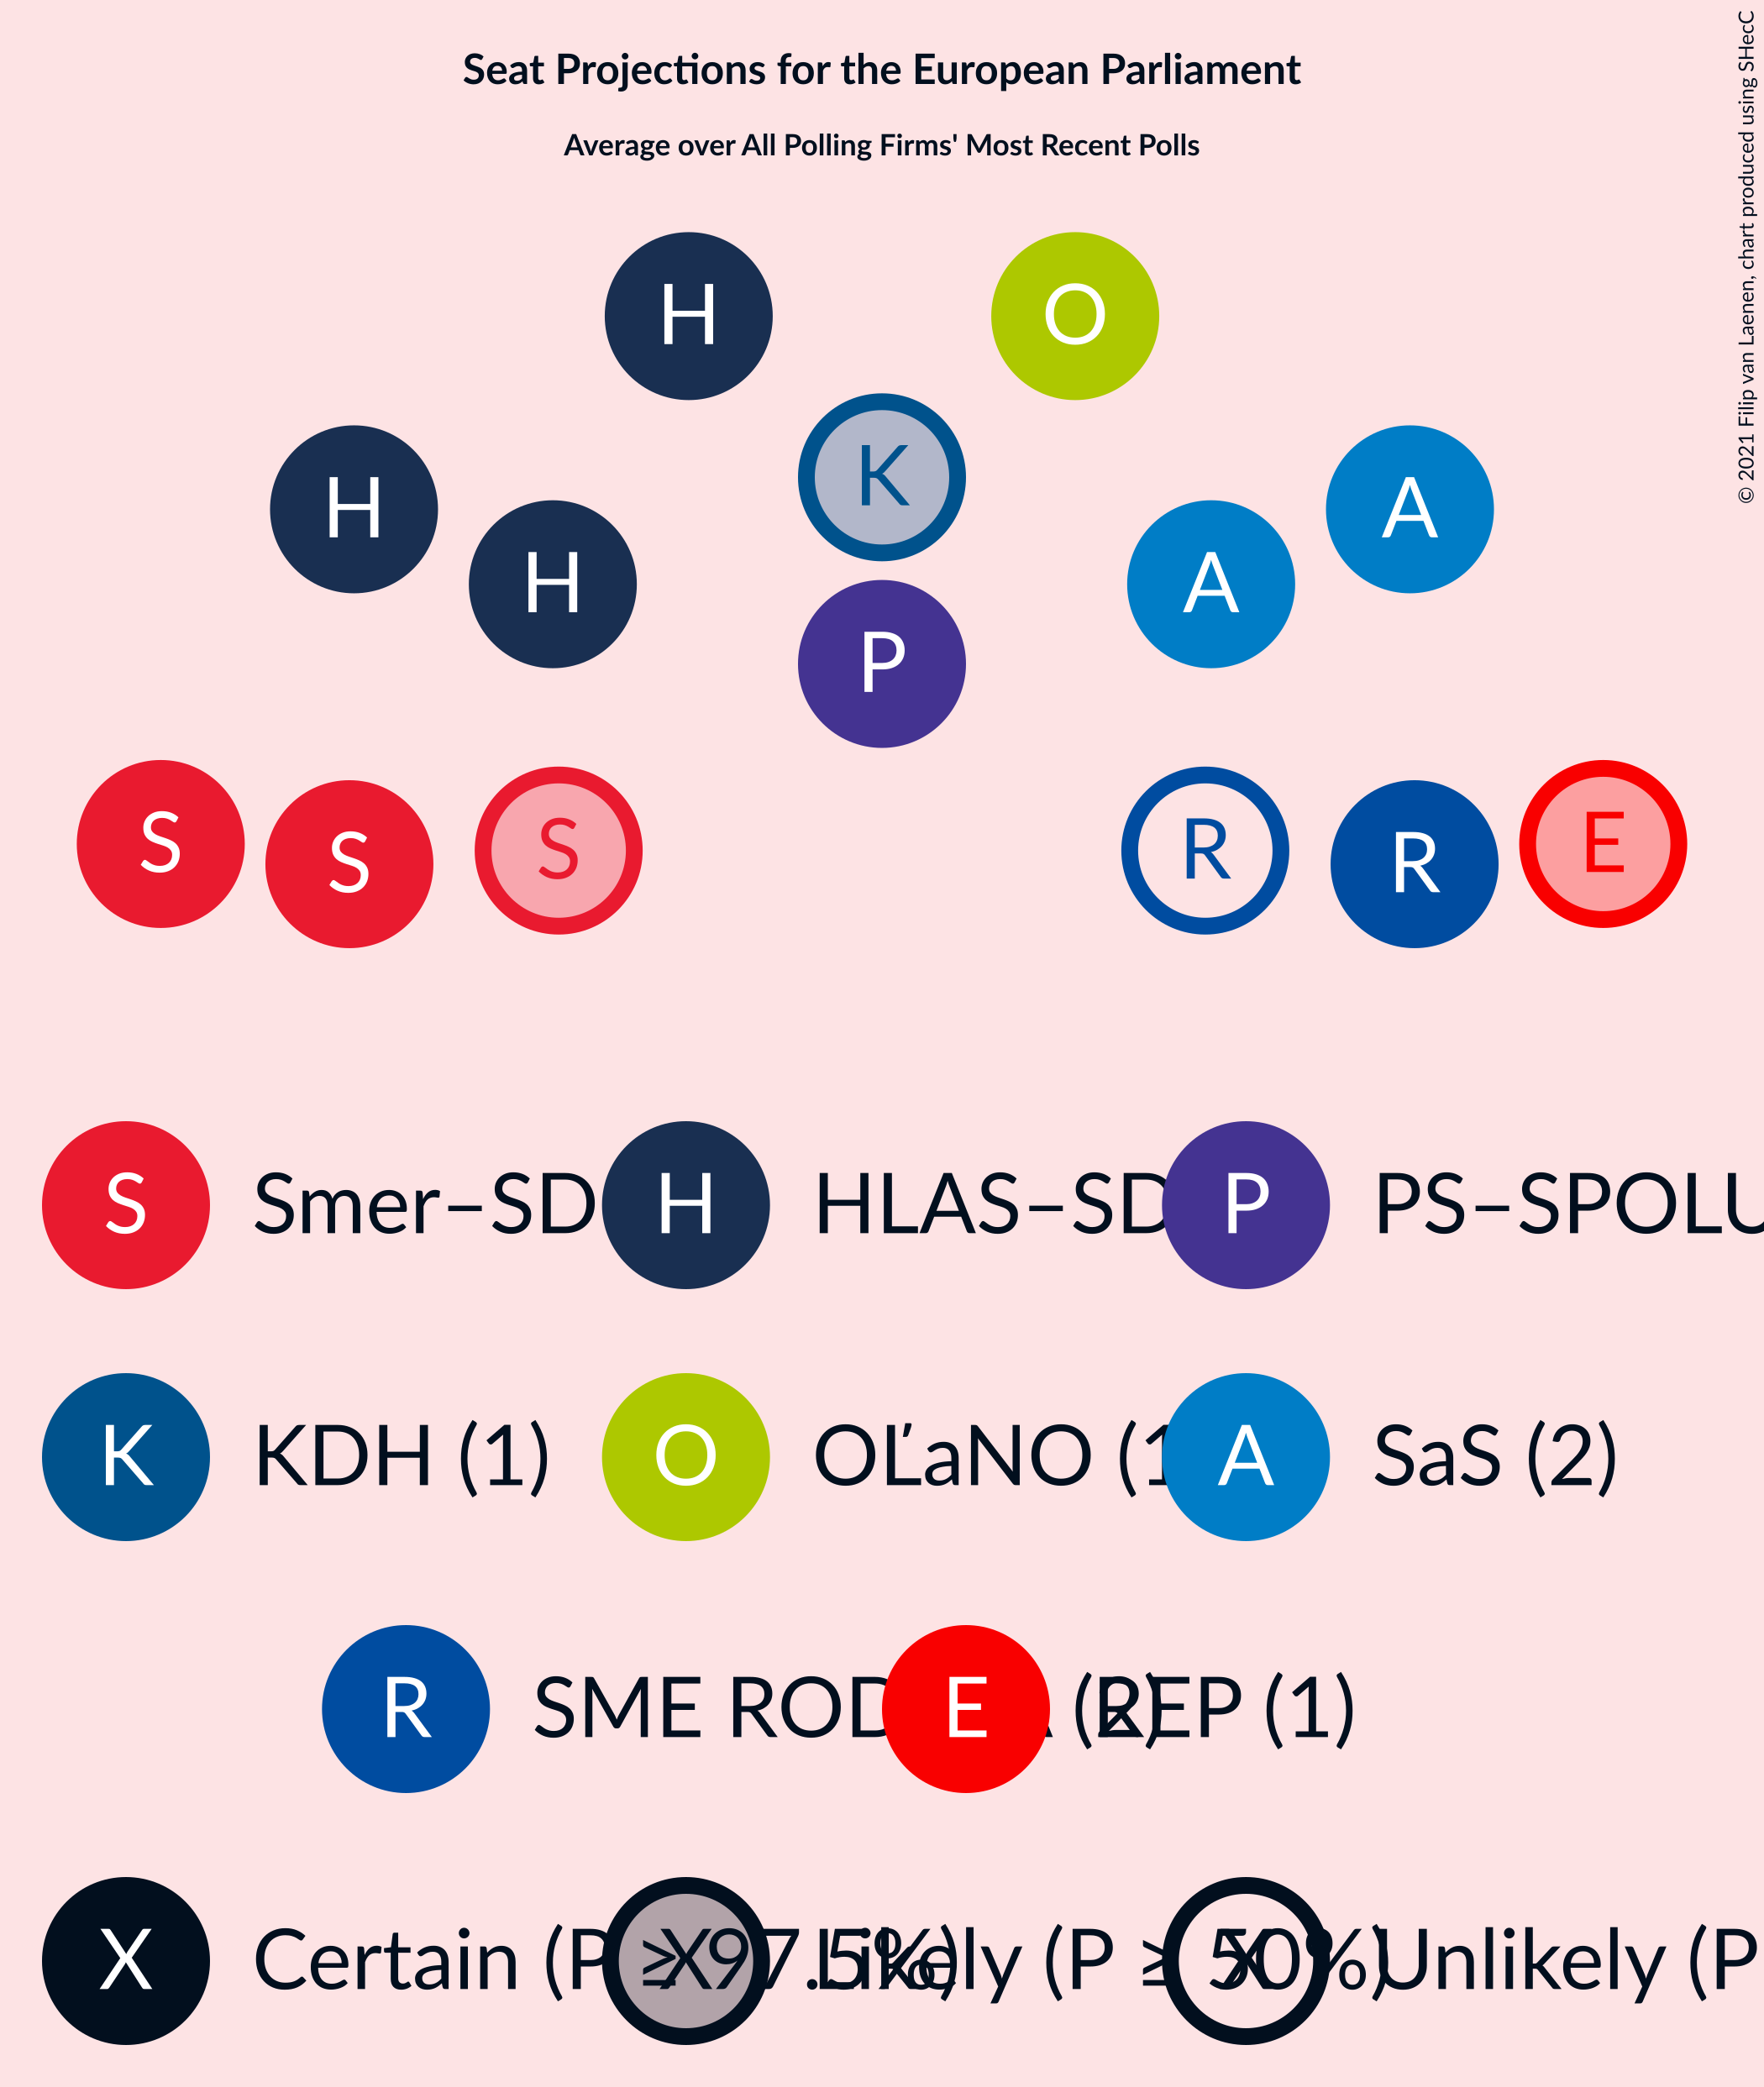 Seat Projections for the European Parliament
Average over All Polling Firms' Most Recent Polls
© 2021 Filip van Laenen, chart produced using SHecC
H O
K
H A
H A
P
S E
S S R R
S Smer–SD H HLAS–SD P PS–SPOLU
K KDH (1) O OĽaNO (1 A SaS (2)
R SME ROD E (2) REP (1)
X Certain (P ≥ 97.5%) X Likely (P ≥ 50%) X Unlikely (P